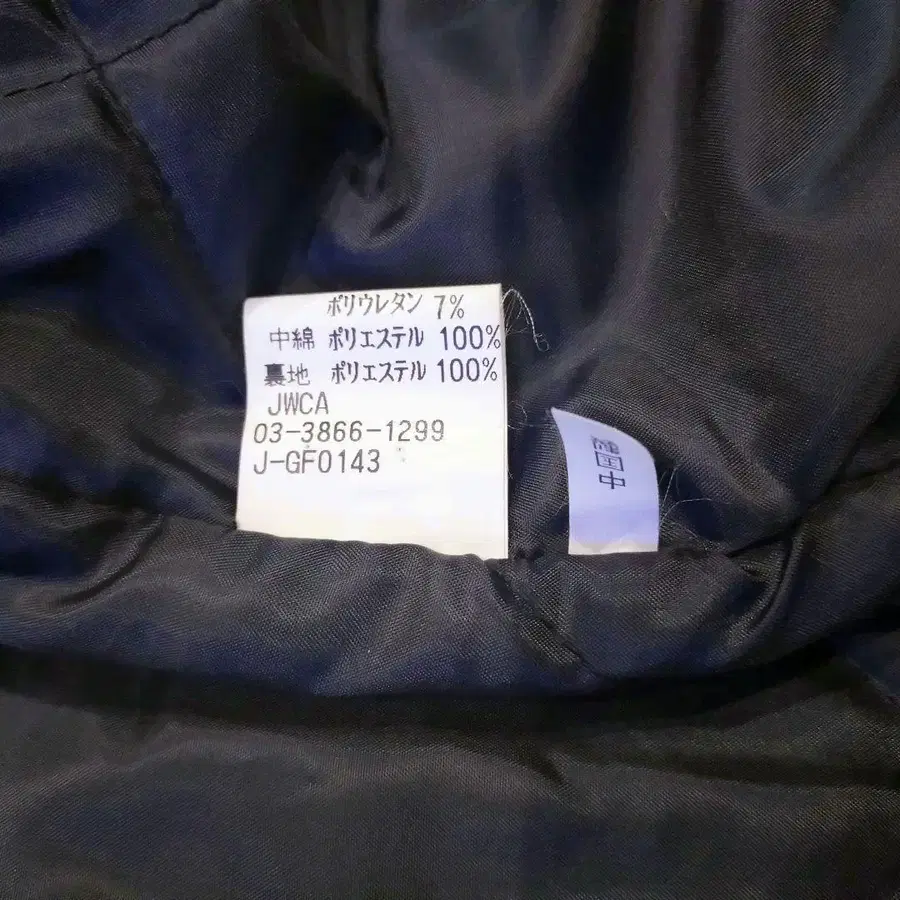 ポリウレタン 7%
中綿 ポリエステル 100%
裏地 ポリエステル 100%
JWCA
03-3866-1299
J-GF0143
中国製